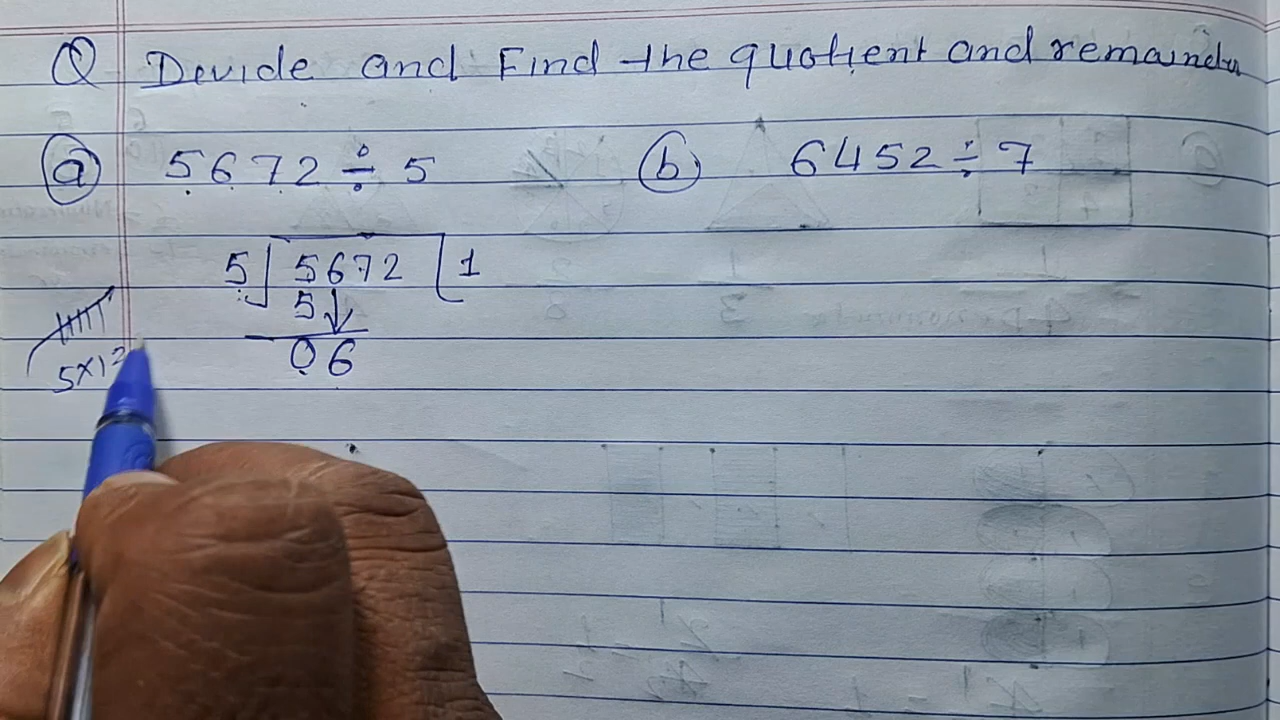 Q Devide and Find the quotient and remainder
a 5672 ÷ 5 b 6452 ÷ 7
5 5672 1
5
06
5×1=